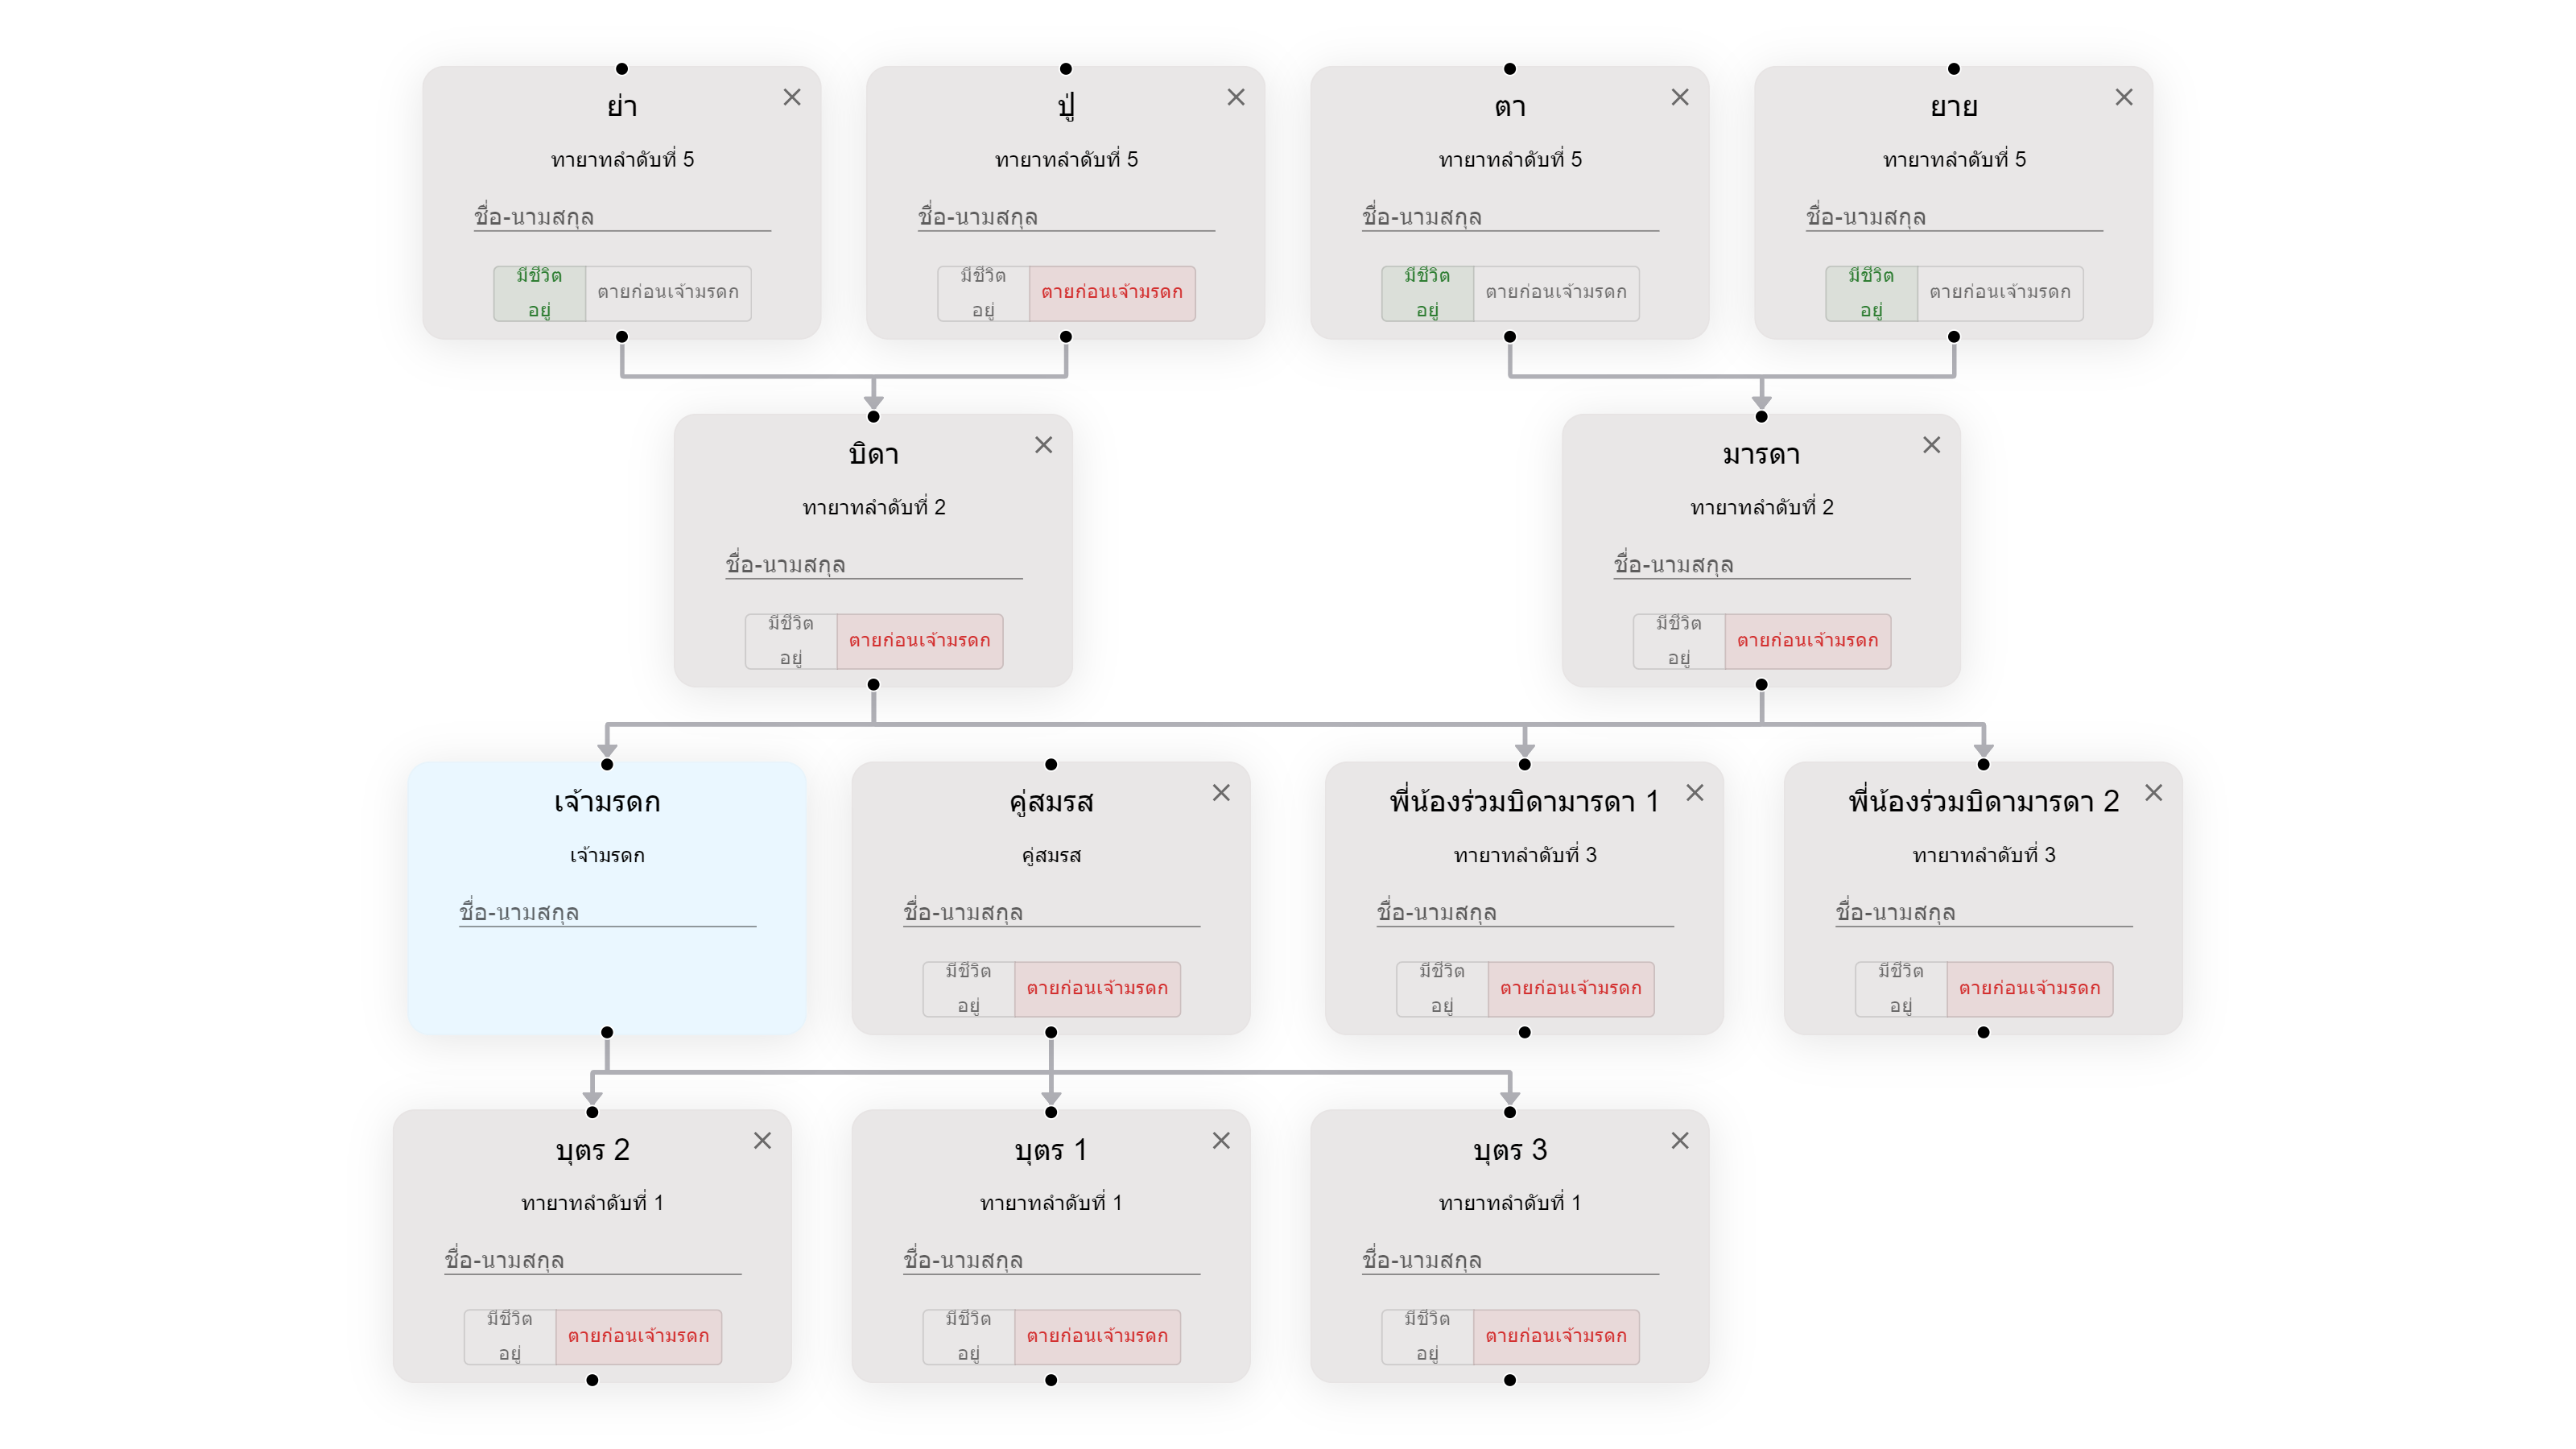 ย่า
ทายาทลำดับที่ 5
ชื่อ-นามสกุล
มีชีวิต
อยู่
ตายก่อนเจ้ามรดก
ปู่
ทายาทลำดับที่ 5
ชื่อ-นามสกุล
มีชีวิต
อยู่
ตายก่อนเจ้ามรดก
ตา
ทายาทลำดับที่ 5
ชื่อ-นามสกุล
มีชีวิต
อยู่
ตายก่อนเจ้ามรดก
ยาย
ทายาทลำดับที่ 5
ชื่อ-นามสกุล
มีชีวิต
อยู่
ตายก่อนเจ้ามรดก
บิดา
ทายาทลำดับที่ 2
ชื่อ-นามสกุล
มีชีวิต
อยู่
ตายก่อนเจ้ามรดก
มารดา
ทายาทลำดับที่ 2
ชื่อ-นามสกุล
มีชีวิต
อยู่
ตายก่อนเจ้ามรดก
เจ้ามรดก
เจ้ามรดก
ชื่อ-นามสกุล
คู่สมรส
คู่สมรส
ชื่อ-นามสกุล
มีชีวิต
อยู่
ตายก่อนเจ้ามรดก
พี่น้องร่วมบิดามารดา 1
ทายาทลำดับที่ 3
ชื่อ-นามสกุล
มีชีวิต
อยู่
ตายก่อนเจ้ามรดก
พี่น้องร่วมบิดามารดา 2
ทายาทลำดับที่ 3
ชื่อ-นามสกุล
มีชีวิต
อยู่
ตายก่อนเจ้ามรดก
บุตร 2
ทายาทลำดับที่ 1
ชื่อ-นามสกุล
มีชีวิต
อยู่
ตายก่อนเจ้ามรดก
บุตร 1
ทายาทลำดับที่ 1
ชื่อ-นามสกุล
มีชีวิต
อยู่
ตายก่อนเจ้ามรดก
บุตร 3
ทายาทลำดับที่ 1
ชื่อ-นามสกุล
มีชีวิต
อยู่
ตายก่อนเจ้ามรดก